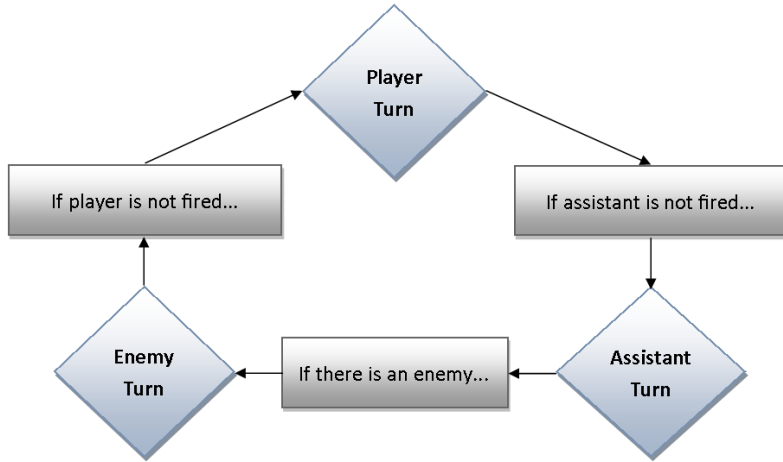 Player
Turn
If player is not fired...
If assistant is not fired...
Enemy
Turn
If there is an enemy...
Assistant
Turn